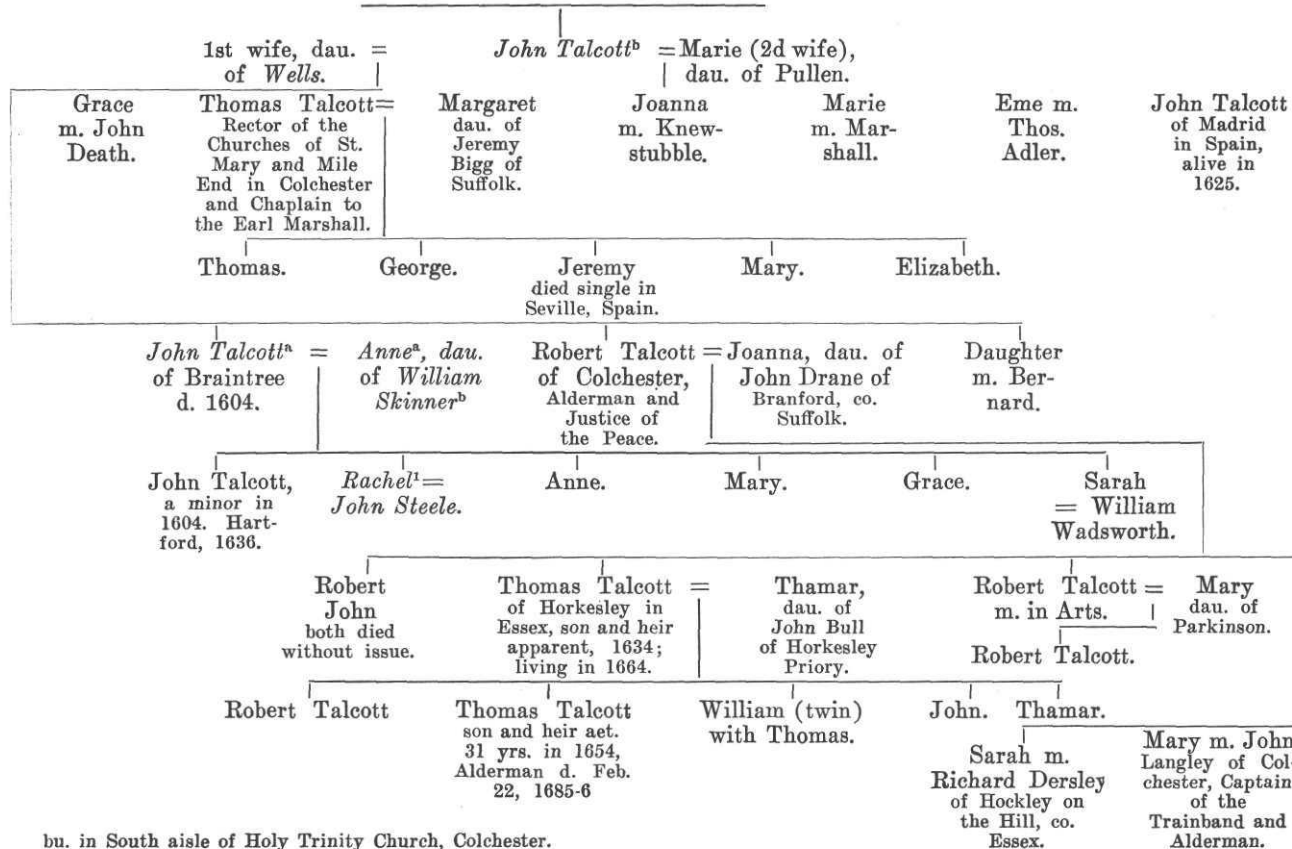 1st wife, dau. = John Talcottᵇ = Marie (2d wife),
of Wells. dau. of Pullen.
Grace
m. John
Death.
Thomas Talcott=
Rector of the
Churches of St.
Mary and Mile
End in Colchester
and Chaplain to
the Earl Marshall.
Margaret
dau. of
Jeremy
Bigg of
Suffolk.
Joanna
m. Knew-
stubble.
Marie
m. Mar-
shall.
Eme m.
Thos.
Adler.
John Talcott
of Madrid
in Spain,
alive in
1625.
Thomas.
George.
Jeremy
died single in
Seville, Spain.
Mary.
Elizabeth.
John Talcottᵃ =
of Braintree
d. 1604.
Anneᵃ, dau.
of William
Skinnerᵇ
Robert Talcott =
of Colchester,
Alderman and
Justice of
the Peace.
Joanna, dau. of
John Drane of
Branford, co.
Suffolk.
Daughter
m. Ber-
nard.
John Talcott,
a minor in
1604. Hart-
ford, 1636.
Rachel¹=
John Steele.
Anne.
Mary.
Grace.
Sarah
= William
Wadsworth.
Robert
John
both died
without issue.
Thomas Talcott =
of Horkesley in
Essex, son and heir
apparent, 1634;
living in 1664.
Thamar,
dau. of
John Bull
of Horkesley
Priory.
Robert Talcott =
m. in Arts.
Mary
dau. of
Parkinson.
Robert Talcott.
Robert Talcott
Thomas Talcott
son and heir aet.
31 yrs. in 1654,
Alderman d. Feb.
22, 1685-6
William (twin)
with Thomas.
John.
Thamar.
Sarah m.
Richard Dersley
of Hockley on
the Hill, co.
Essex.
Mary m. John
Langley of Col-
chester, Captain
of the
Trainband and
Alderman.
bu. in South aisle of Holy Trinity Church, Colchester.